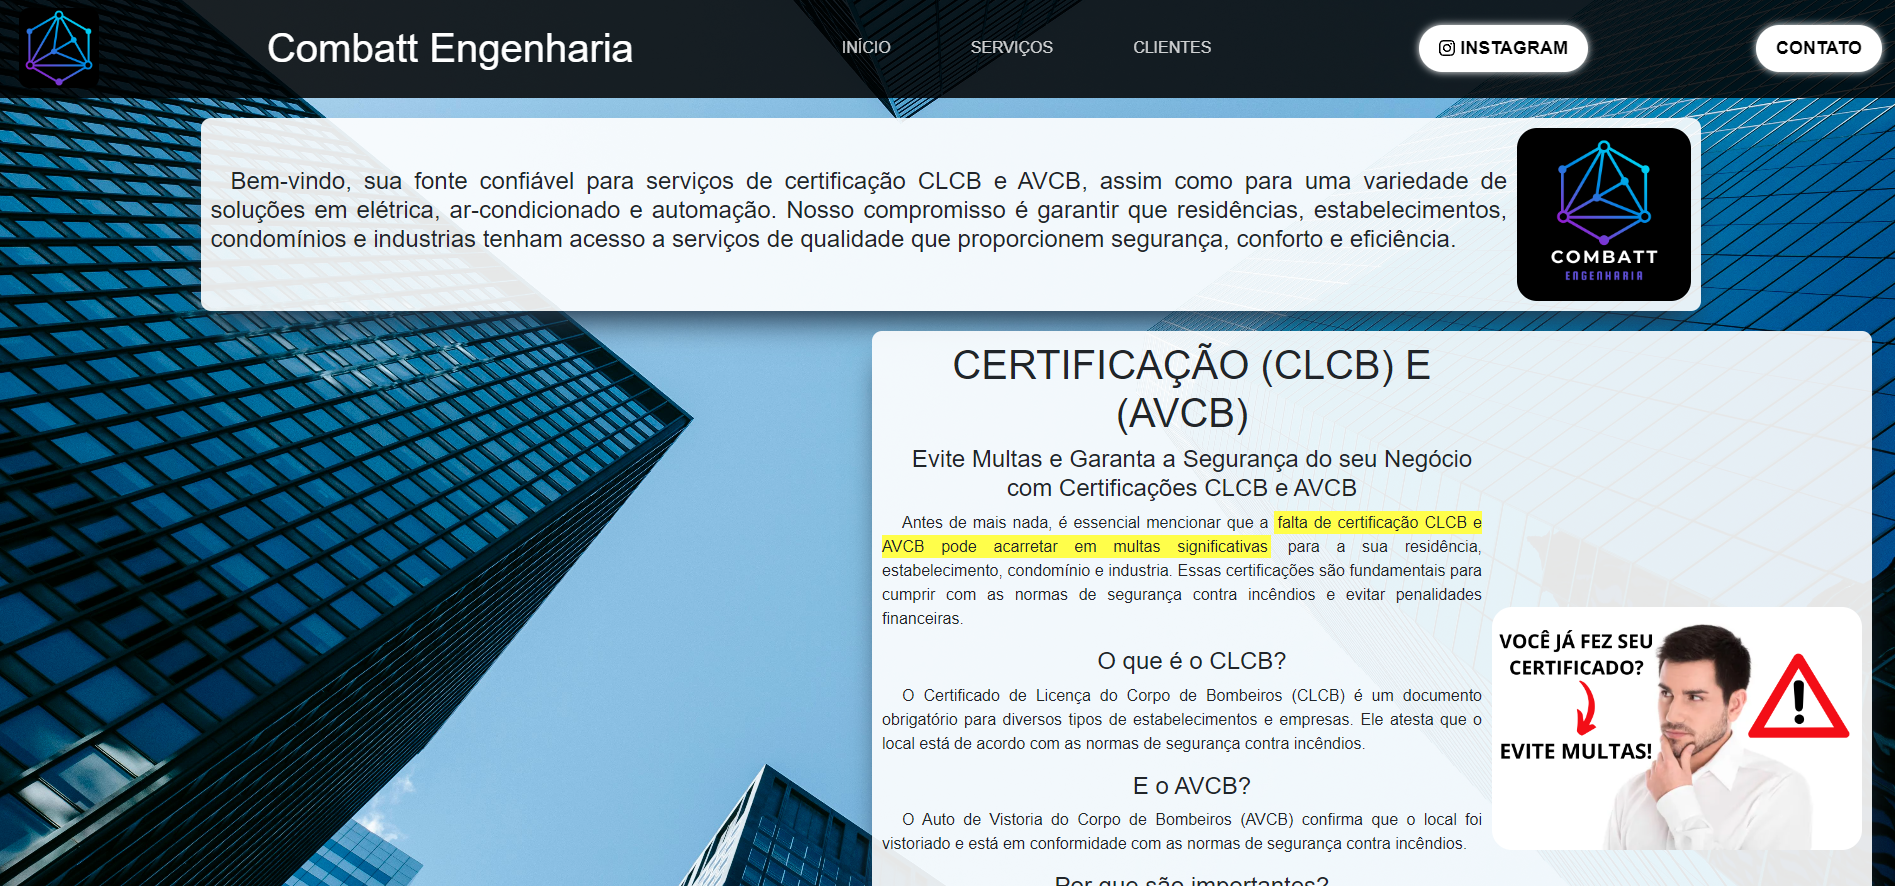 Combatt Engenharia
INÍCIO
SERVIÇOS
CLIENTES
INSTAGRAM
CONTATO
Bem-vindo, sua fonte confiável para serviços de certificação CLCB e AVCB, assim como para uma variedade de
soluções em elétrica, ar-condicionado e automação. Nosso compromisso é garantir que residências, estabelecimentos,
condomínios e industrias tenham acesso a serviços de qualidade que proporcionem segurança, conforto e eficiência.
COMBATT
ENGENHARIA
CERTIFICAÇÃO (CLCB) E
(AVCB)
Evite Multas e Garanta a Segurança do seu Negócio
com Certificações CLCB e AVCB
Antes de mais nada, é essencial mencionar que a falta de certificação CLCB e
AVCB pode acarretar em multas significativas para a sua residência,
estabelecimento, condomínio e industria. Essas certificações são fundamentais para
cumprir com as normas de segurança contra incêndios e evitar penalidades
financeiras.
O que é o CLCB?
O Certificado de Licença do Corpo de Bombeiros (CLCB) é um documento
obrigatório para diversos tipos de estabelecimentos e empresas. Ele atesta que o
local está de acordo com as normas de segurança contra incêndios.
E o AVCB?
O Auto de Vistoria do Corpo de Bombeiros (AVCB) confirma que o local foi
vistoriado e está em conformidade com as normas de segurança contra incêndios.
Por que são importantes?
VOCÊ JÁ FEZ SEU
CERTIFICADO?
EVITE MULTAS!